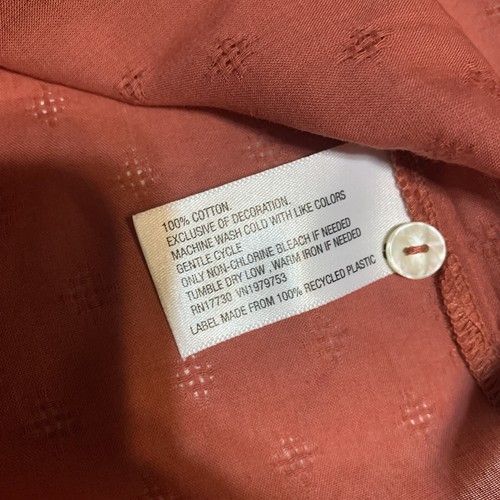 100% COTTON.
EXCLUSIVE OF DECORATION.
MACHINE WASH COLD WITH LIKE COLORS
GENTLE CYCLE
ONLY NON-CHLORINE BLEACH IF NEEDED
TUMBLE DRY LOW , WARM IRON IF NEEDED
RN17730 VN1979753
LABEL MADE FROM 100% RECYCLED PLASTIC